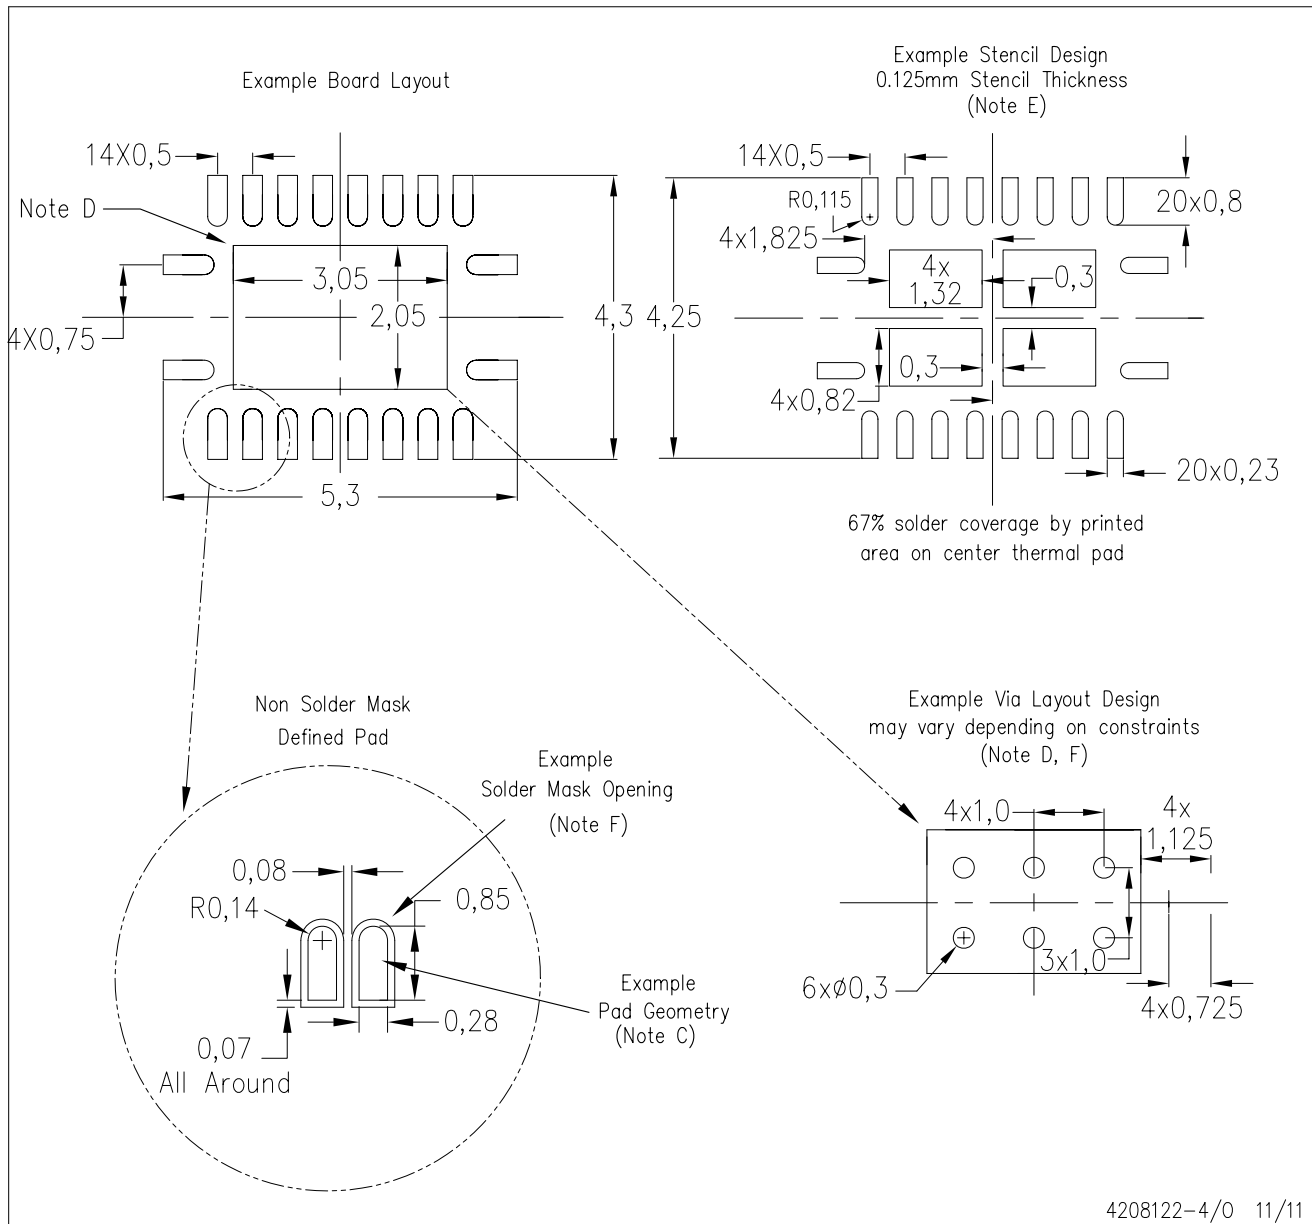 Example Board Layout
14X0,5
Note D
3,05
2,05
4X0,75
4,3
5,3
Example Stencil Design
0.125mm Stencil Thickness
(Note E)
14X0,5
R0,115
4x1,825
20x0,8
4x
1,32
0,3
4,25
0,3
4x0,82
20x0,23
67% solder coverage by printed
area on center thermal pad
Non Solder Mask
Defined Pad
Example
Solder Mask Opening
(Note F)
0,08
R0,14
0,85
Example
Pad Geometry
(Note C)
0,28
0,07
All Around
Example Via Layout Design
may vary depending on constraints
(Note D, F)
4x1,0
4x
1,125
3x1,0
6xø0,3
4x0,725
4208122-4/O 11/11